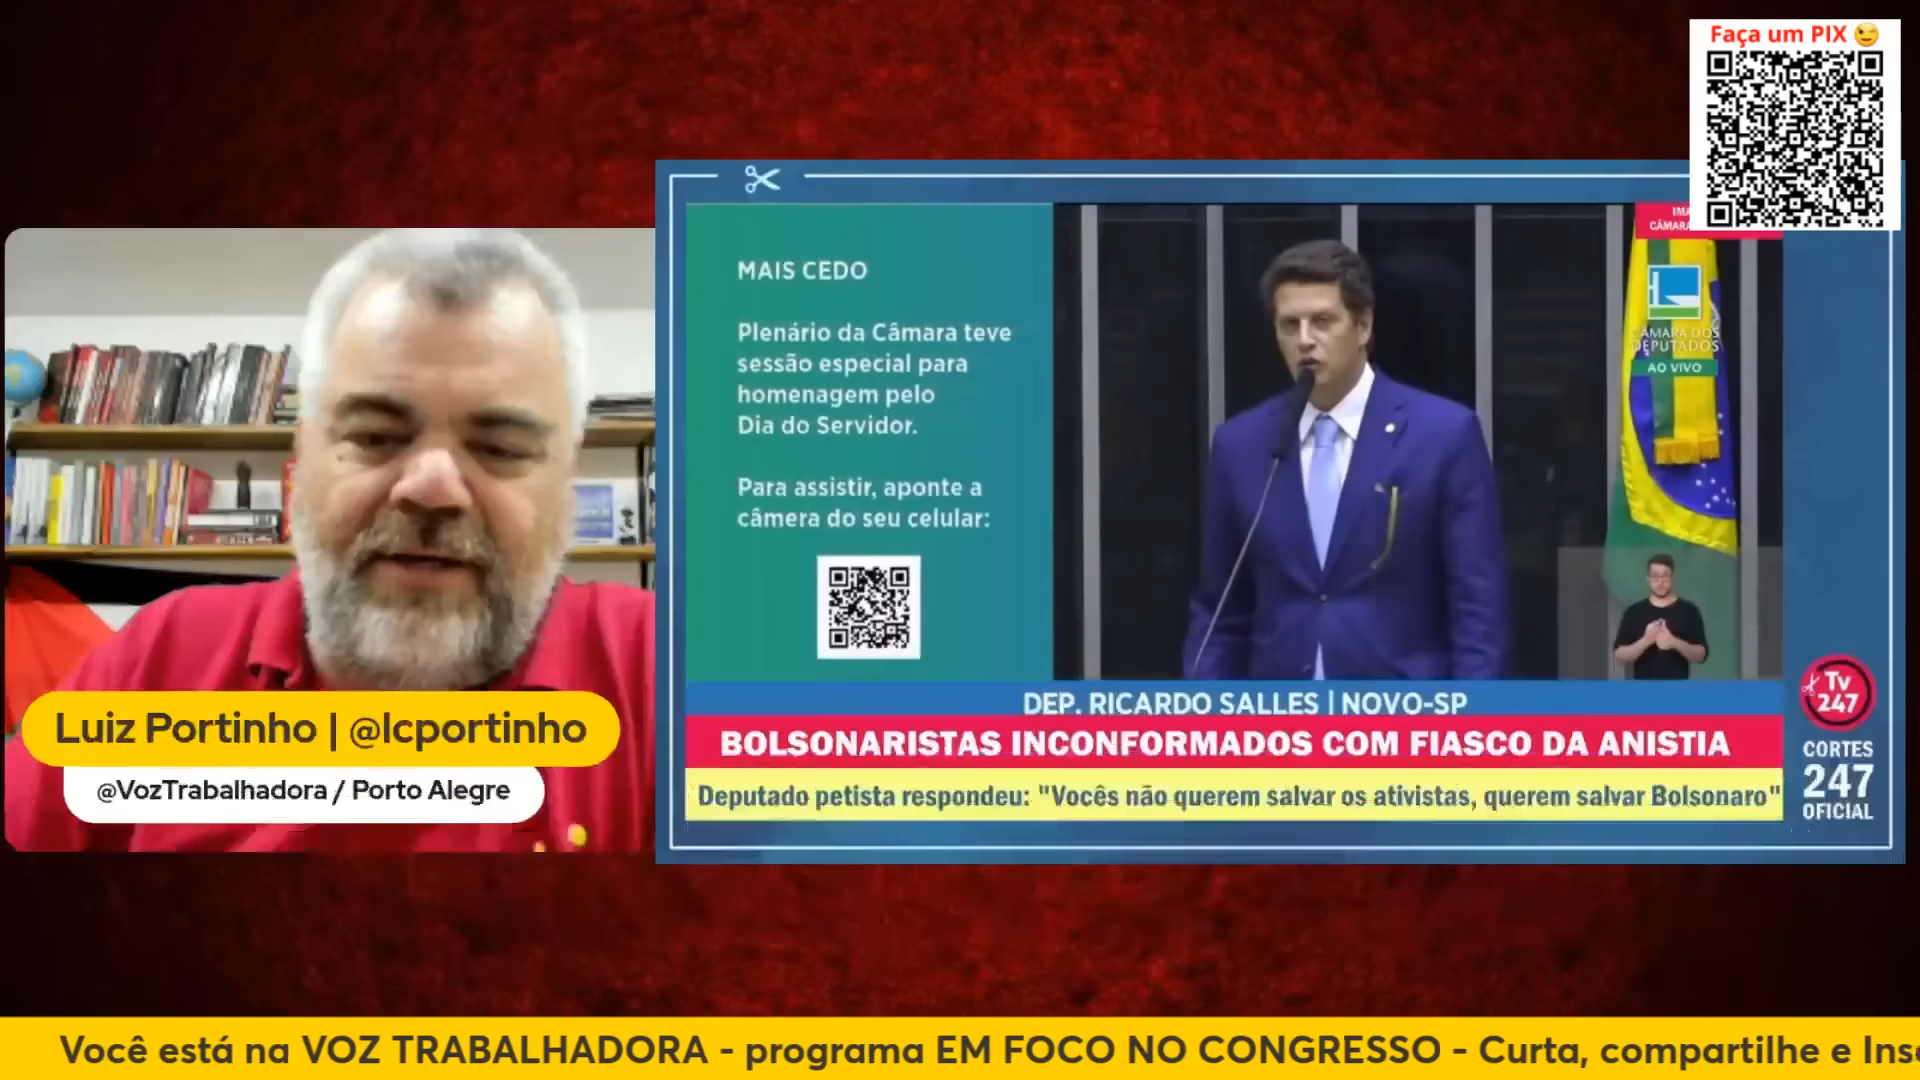 Faça um PIX
MAIS CEDO
Plenário da Câmara teve
sessão especial para
homenagem pelo
Dia do Servidor.
Para assistir, aponte a
câmera do seu celular:
CÂMARA DOS
DEPUTADOS
AO VIVO
DEP. RICARDO SALLES | NOVO-SP
BOLSONARISTAS INCONFORMADOS COM FIASCO DA ANISTIA
Deputado petista respondeu: "Vocês não querem salvar os ativistas, querem salvar Bolsonaro"
Tv
247
CORTES
247
OFICIAL
Luiz Portinho | @lcportinho
@VozTrabalhadora / Porto Alegre
Você está na VOZ TRABALHADORA - programa EM FOCO NO CONGRESSO - Curta, compartilhe e